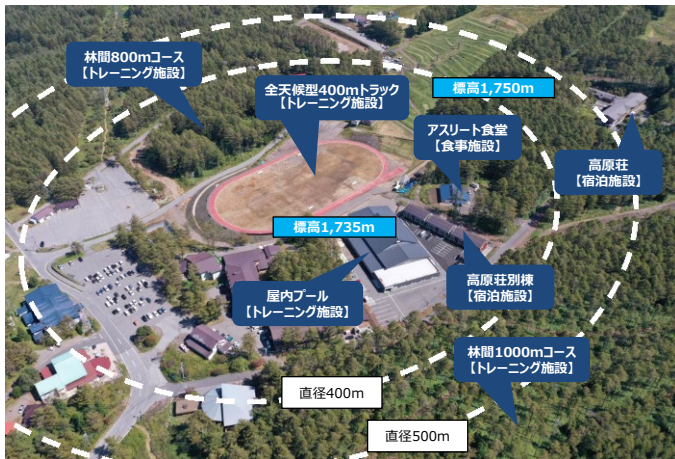 林間800mコース
【トレーニング施設】
全天候型400mトラック
【トレーニング施設】
標高1,750m
アスリート食堂
【食事施設】
高原荘
【宿泊施設】
標高1,735m
高原荘別棟
【宿泊施設】
屋内プール
【トレーニング施設】
林間1000mコース
【トレーニング施設】
直径400m
直径500m